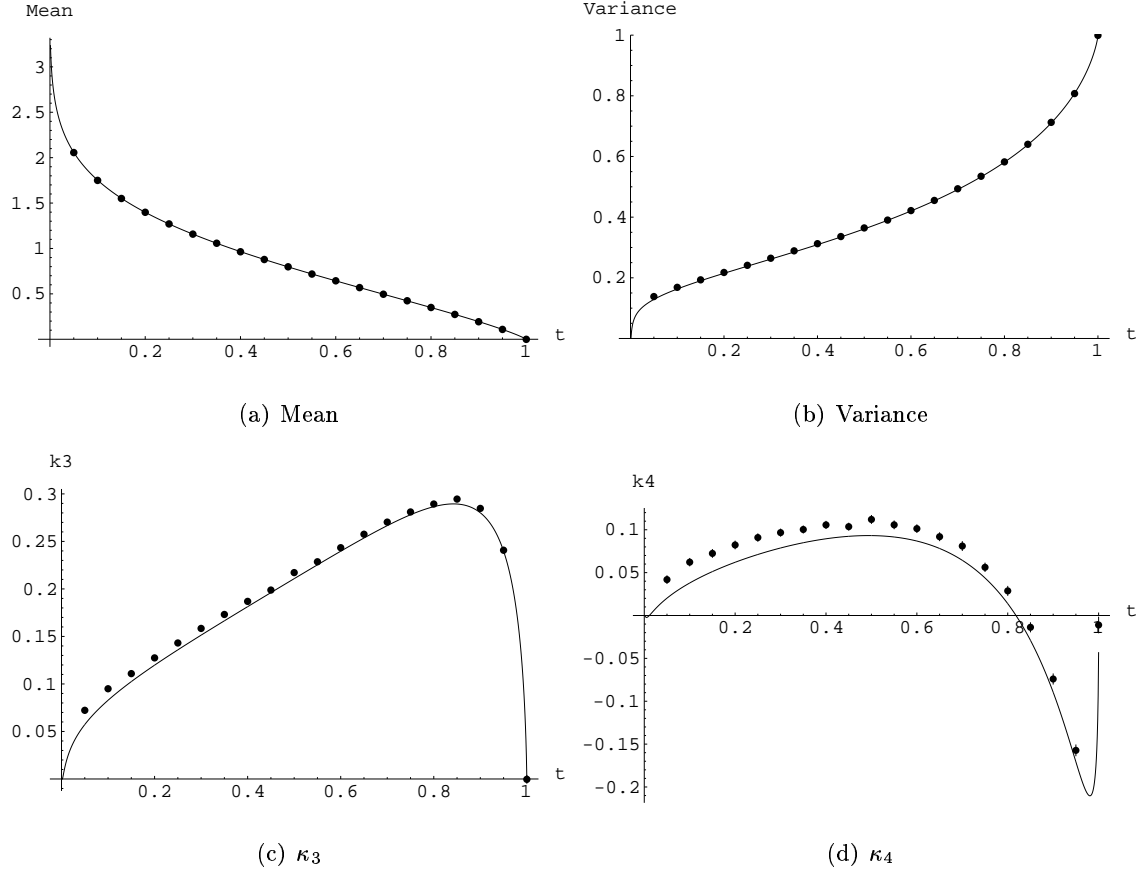 Mean
3
2.5
2
1.5
1
0.5
0.2 0.4 0.6 0.8 1 t
(a) Mean
Variance
1
0.8
0.6
0.4
0.2
0.2 0.4 0.6 0.8 1 t
(b) Variance
k3
0.3
0.25
0.2
0.15
0.1
0.05
0.2 0.4 0.6 0.8 1 t
(c) κ₃
k4
0.1
0.05
0.2 0.4 0.6 0.8 1 t
-0.05
-0.1
-0.15
-0.2
(d) κ₄